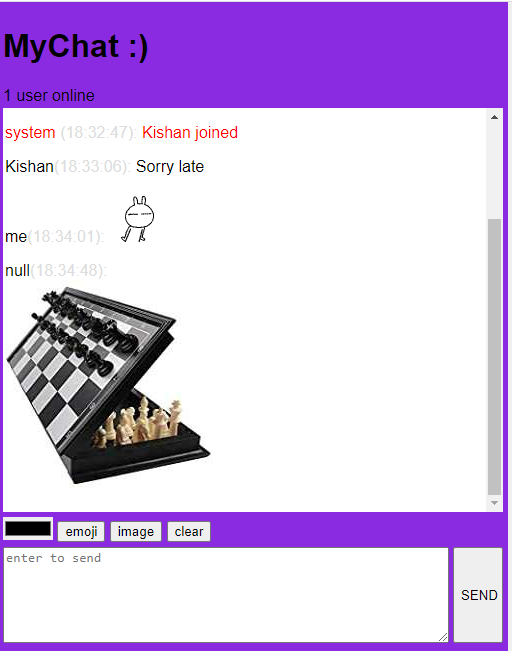 MyChat :)
1 user online
system (18:32:47): Kishan joined
Kishan(18:33:06): Sorry late
me(18:34:01):
null(18:34:48):
emoji image clear
enter to send
SEND